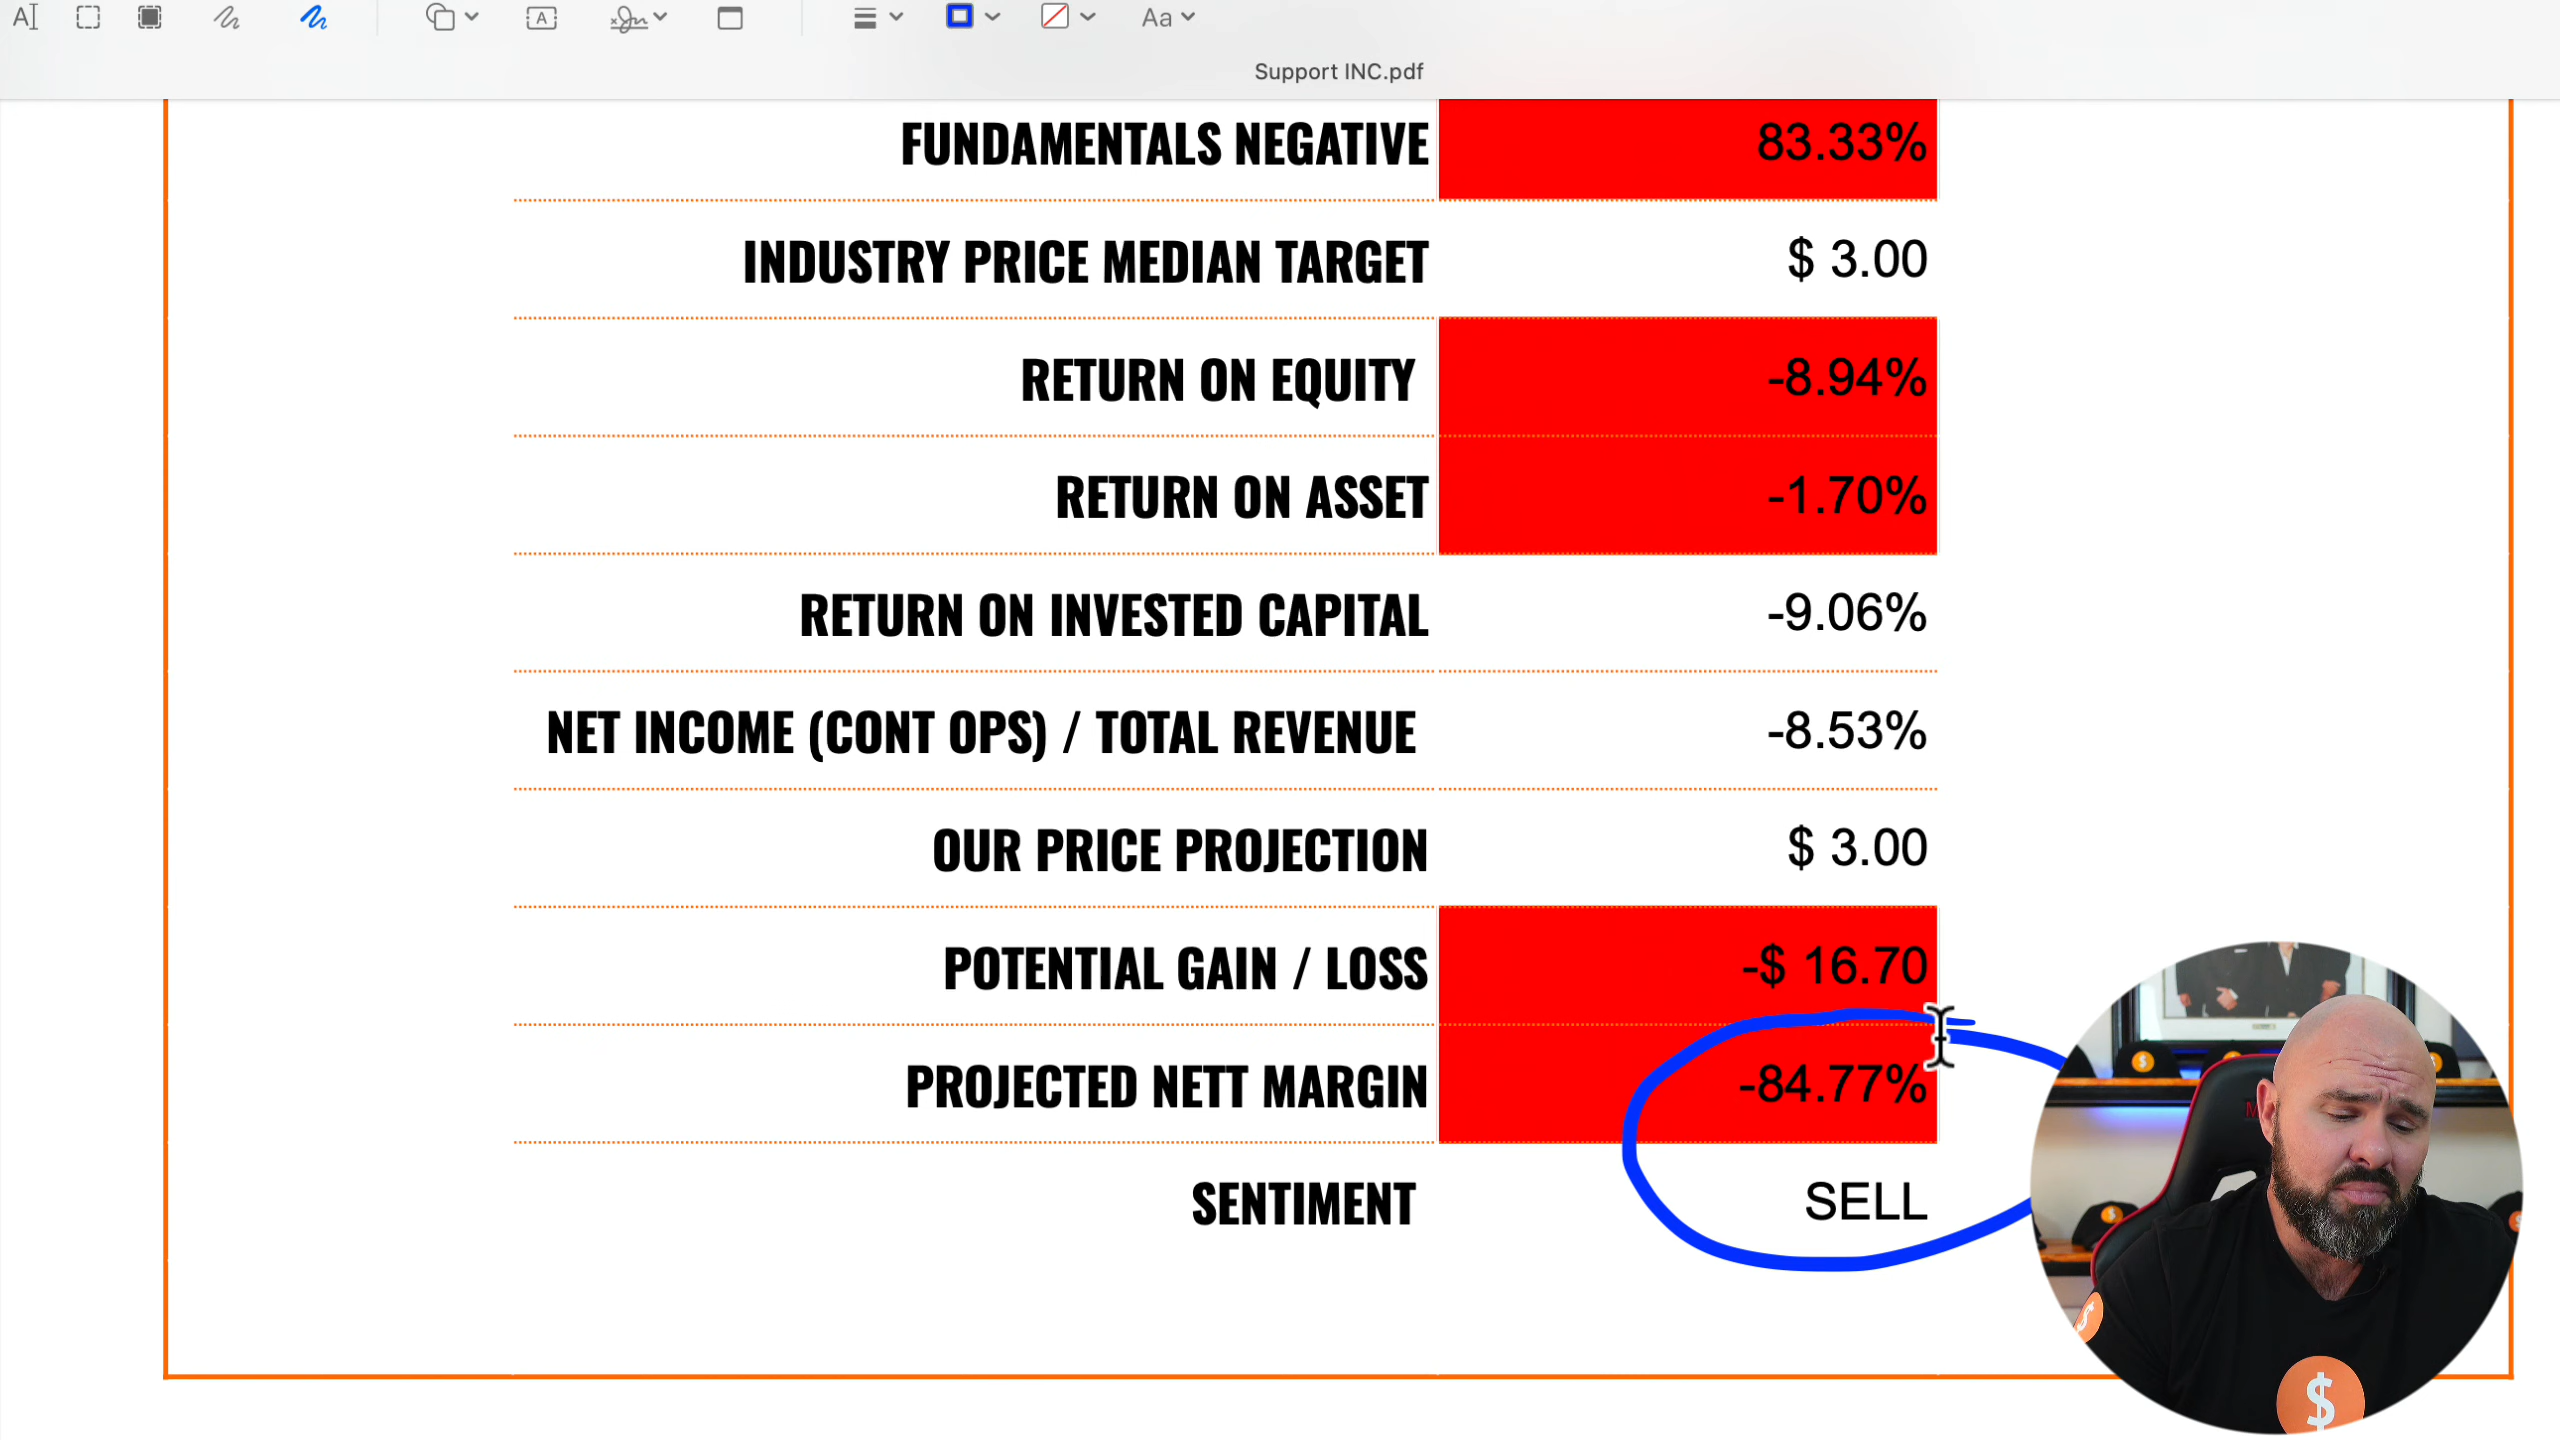 Aa
Support INC.pdf
FUNDAMENTALS NEGATIVE 83.33%
INDUSTRY PRICE MEDIAN TARGET $ 3.00
RETURN ON EQUITY -8.94%
RETURN ON ASSET -1.70%
RETURN ON INVESTED CAPITAL -9.06%
NET INCOME (CONT OPS) / TOTAL REVENUE -8.53%
OUR PRICE PROJECTION $ 3.00
POTENTIAL GAIN / LOSS -$ 16.70
PROJECTED NETT MARGIN -84.77%
SENTIMENT SELL
$